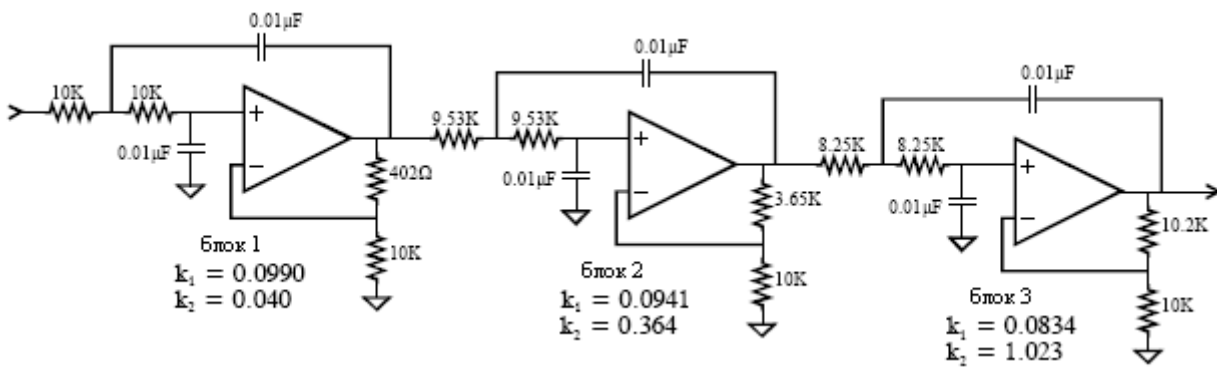 0.01µF
10K
10K
0.01µF
402Ω
10K
блок 1
k₁ = 0.0990
k₂ = 0.040
0.01µF
9.53K
9.53K
0.01µF
3.65K
10K
блок 2
k₁ = 0.0941
k₂ = 0.364
0.01µF
8.25K
8.25K
0.01µF
10.2K
10K
блок 3
k₁ = 0.0834
k₂ = 1.023